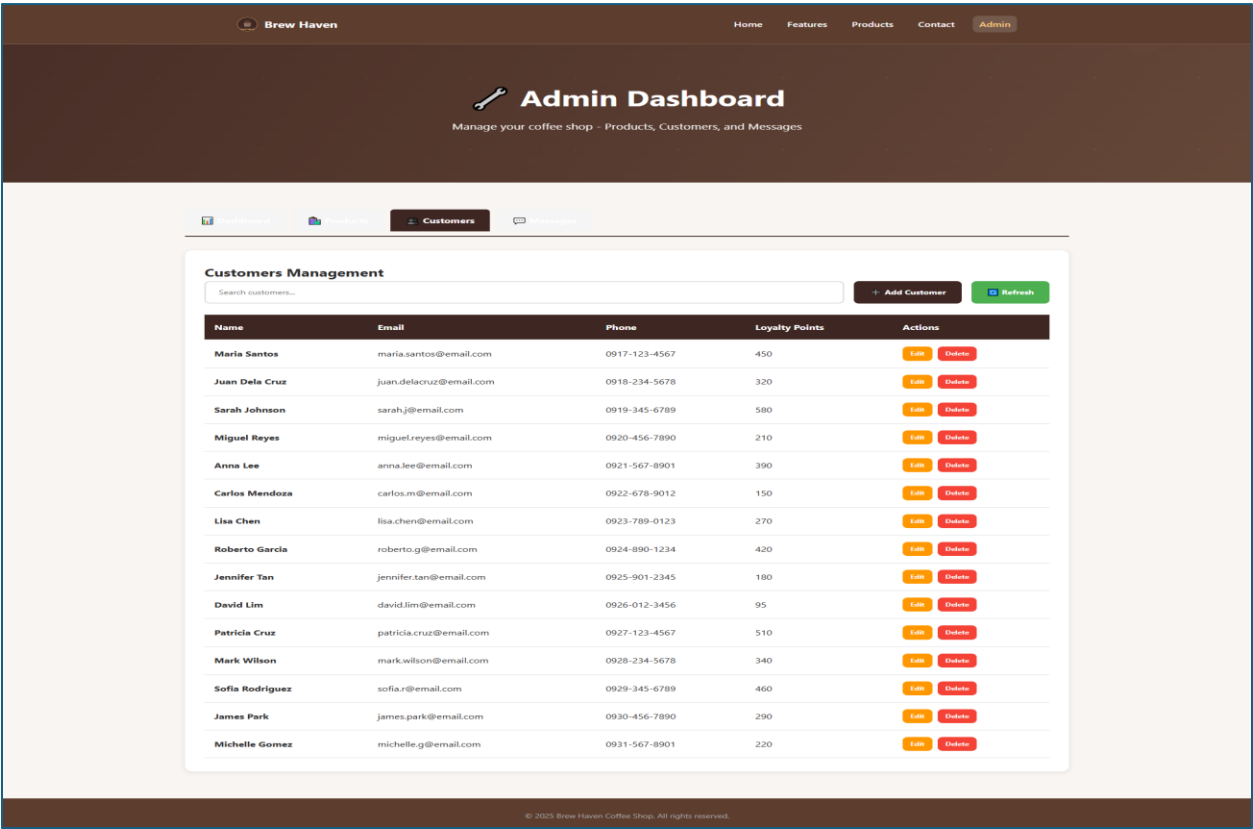 Brew Haven
Home Features Products Contact Admin
Admin Dashboard
Manage your coffee shop - Products, Customers, and Messages
Dashboard Products Customers Messages
Customers Management
Search customers...
+ Add Customer Refresh
Name Email Phone Loyalty Points Actions
Maria Santos maria.santos@email.com 0917-123-4567 450 Edit Delete
Juan Dela Cruz juan.delacruz@email.com 0918-234-5678 320 Edit Delete
Sarah Johnson sarah.j@email.com 0919-345-6789 580 Edit Delete
Miguel Reyes miguel.reyes@email.com 0920-456-7890 210 Edit Delete
Anna Lee anna.lee@email.com 0921-567-8901 390 Edit Delete
Carlos Mendoza carlos.m@email.com 0922-678-9012 150 Edit Delete
Lisa Chen lisa.chen@email.com 0923-789-0123 270 Edit Delete
Roberto Garcia roberto.g@email.com 0924-890-1234 420 Edit Delete
Jennifer Tan jennifer.tan@email.com 0925-901-2345 180 Edit Delete
David Lim david.lim@email.com 0926-012-3456 95 Edit Delete
Patricia Cruz patricia.cruz@email.com 0927-123-4567 510 Edit Delete
Mark Wilson mark.wilson@email.com 0928-234-5678 340 Edit Delete
Sofia Rodriguez sofia.r@email.com 0929-345-6789 460 Edit Delete
James Park james.park@email.com 0930-456-7890 290 Edit Delete
Michelle Gomez michelle.g@email.com 0931-567-8901 220 Edit Delete
© 2025 Brew Haven Coffee Shop. All rights reserved.